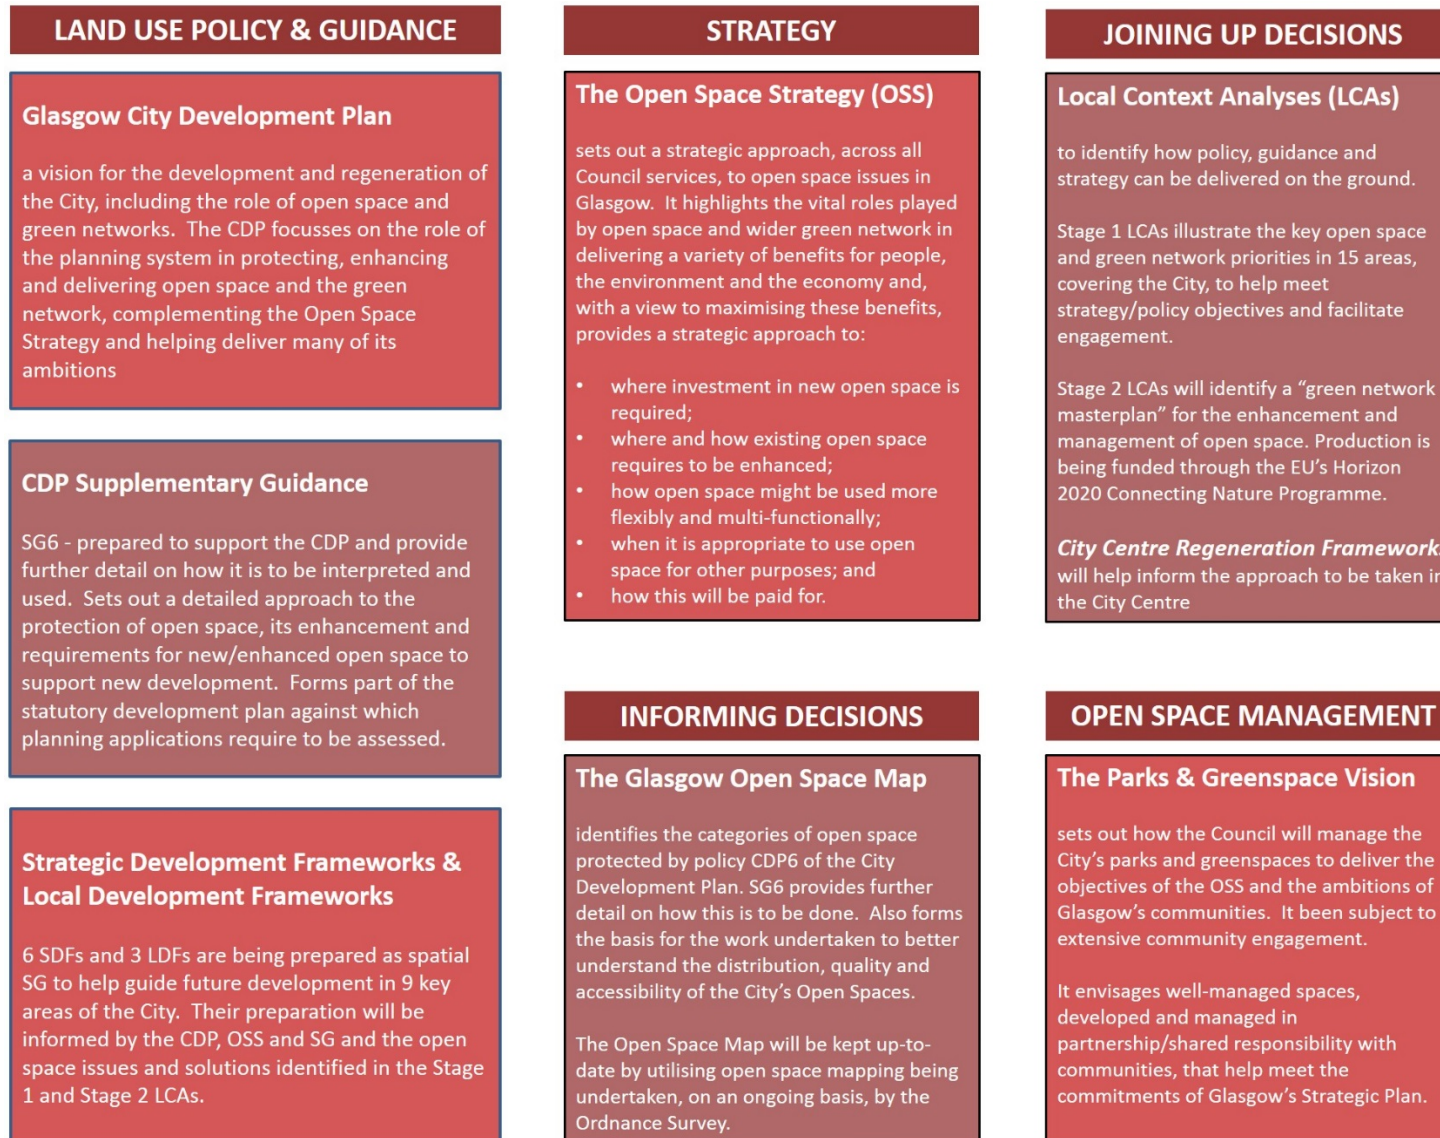 LAND USE POLICY & GUIDANCE
Glasgow City Development Plan
a vision for the development and regeneration of
the City, including the role of open space and
green networks.  The CDP focusses on the role of
the planning system in protecting, enhancing
and delivering open space and the green
network, complementing the Open Space
Strategy and helping deliver many of its
ambitions
CDP Supplementary Guidance
SG6 - prepared to support the CDP and provide
further detail on how it is to be interpreted and
used.  Sets out a detailed approach to the
protection of open space, its enhancement and
requirements for new/enhanced open space to
support new development.  Forms part of the
statutory development plan against which
planning applications require to be assessed.
Strategic Development Frameworks &
Local Development Frameworks
6 SDFs and 3 LDFs are being prepared as spatial
SG to help guide future development in 9 key
areas of the City.  Their preparation will be
informed by the CDP, OSS and SG and the open
space issues and solutions identified in the Stage
1 and Stage 2 LCAs.
STRATEGY
The Open Space Strategy (OSS)
sets out a strategic approach, across all
Council services, to open space issues in
Glasgow.  It highlights the vital roles played
by open space and wider green network in
delivering a variety of benefits for people,
the environment and the economy and,
with a view to maximising these benefits,
provides a strategic approach to:
• where investment in new open space is
required;
• where and how existing open space
requires to be enhanced;
• how open space might be used more
flexibly and multi-functionally;
• when it is appropriate to use open
space for other purposes; and
• how this will be paid for.
INFORMING DECISIONS
The Glasgow Open Space Map
identifies the categories of open space
protected by policy CDP6 of the City
Development Plan. SG6 provides further
detail on how this is to be done.  Also forms
the basis for the work undertaken to better
understand the distribution, quality and
accessibility of the City's Open Spaces.
The Open Space Map will be kept up-to-
date by utilising open space mapping being
undertaken, on an ongoing basis, by the
Ordnance Survey.
JOINING UP DECISIONS
Local Context Analyses (LCAs)
to identify how policy, guidance and
strategy can be delivered on the ground.
Stage 1 LCAs illustrate the key open space
and green network priorities in 15 areas,
covering the City, to help meet
strategy/policy objectives and facilitate
engagement.
Stage 2 LCAs will identify a "green network
masterplan" for the enhancement and
management of open space. Production is
being funded through the EU's Horizon
2020 Connecting Nature Programme.
City Centre Regeneration Framework
will help inform the approach to be taken in
the City Centre
OPEN SPACE MANAGEMENT
The Parks & Greenspace Vision
sets out how the Council will manage the
City's parks and greenspaces to deliver the
objectives of the OSS and the ambitions of
Glasgow's communities.  It been subject to
extensive community engagement.
It envisages well-managed spaces,
developed and managed in
partnership/shared responsibility with
communities, that help meet the
commitments of Glasgow's Strategic Plan.